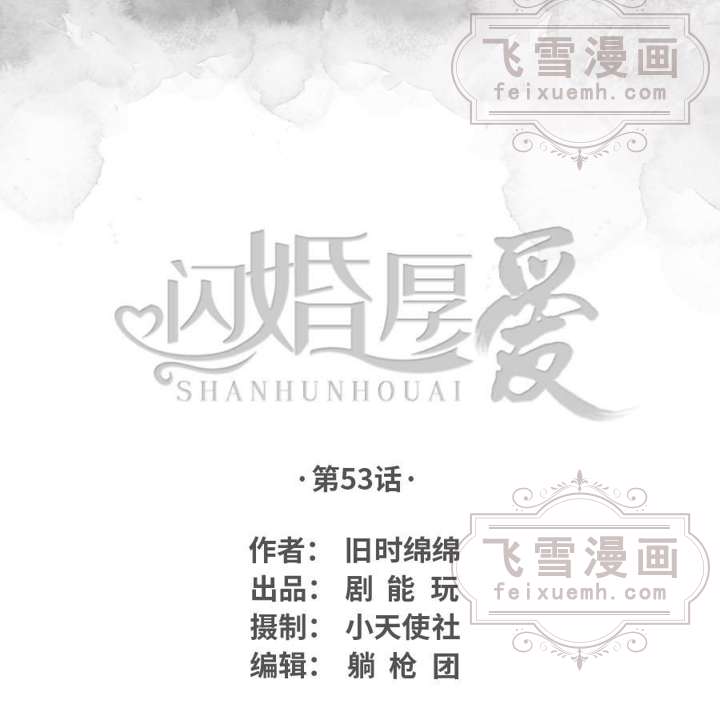 飞雪漫画
feixuemh.com
闪婚厚爱
SHANHUNHOUAI
·第53话·
作者： 旧时绵绵
出品： 剧能玩
飞雪漫画
feixuemh.com
摄制： 小天使社
编辑： 躺枪团